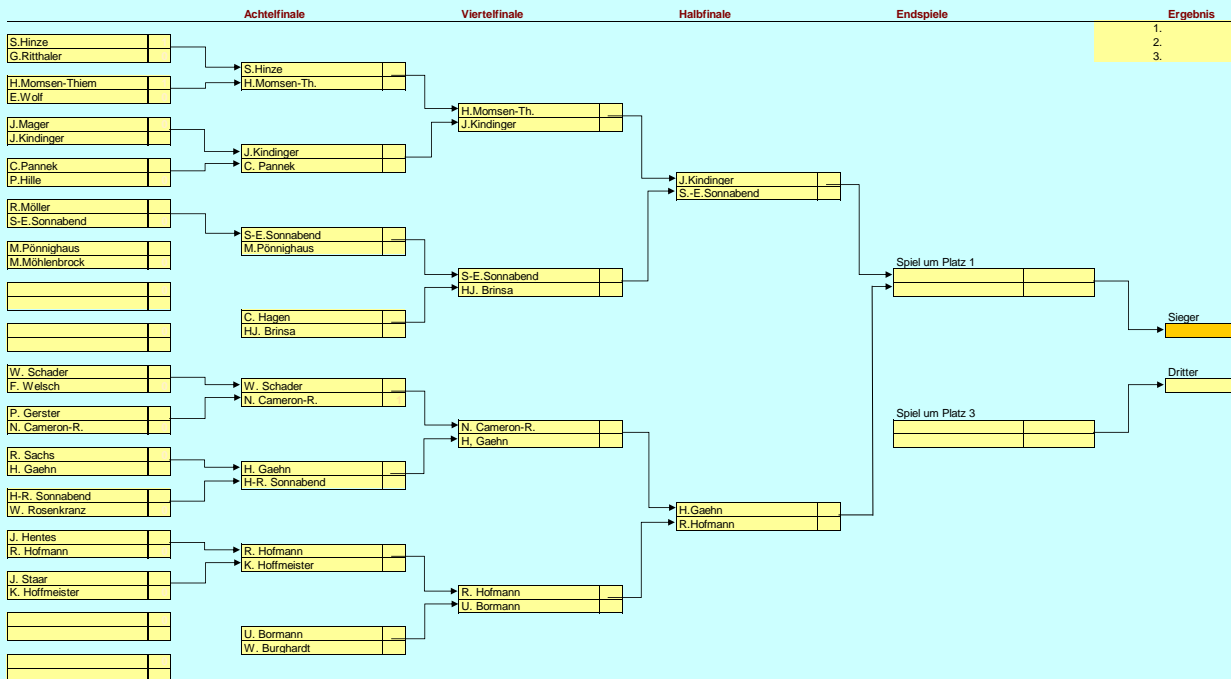 Achtelfinale
Viertelfinale
Halbfinale
Endspiele
Ergebnis
1.
2.
3.
S.Hinze
G.Ritthaler
H.Momsen-Thiem
E.Wolf
J.Mager
J.Kindinger
C.Pannek
P.Hille
R.Möller
S-E.Sonnabend
M.Pönnighaus
M.Möhlenbrock
W. Schader
F. Welsch
P. Gerster
N. Cameron-R.
R. Sachs
H. Gaehn
H-R. Sonnabend
W. Rosenkranz
J. Hentes
R. Hofmann
J. Staar
K. Hoffmeister
S.Hinze
H.Momsen-Th.
J.Kindinger
C. Pannek
S-E.Sonnabend
M.Pönnighaus
C. Hagen
HJ. Brinsa
W. Schader
N. Cameron-R.
H. Gaehn
H-R. Sonnabend
R. Hofmann
K. Hoffmeister
U. Bormann
W. Burghardt
H.Momsen-Th.
J.Kindinger
S-E.Sonnabend
HJ. Brinsa
N. Cameron-R.
H, Gaehn
R. Hofmann
U. Bormann
J.Kindinger
S.-E.Sonnabend
H.Gaehn
R.Hofmann
Spiel um Platz 1
Spiel um Platz 3
Sieger
Dritter